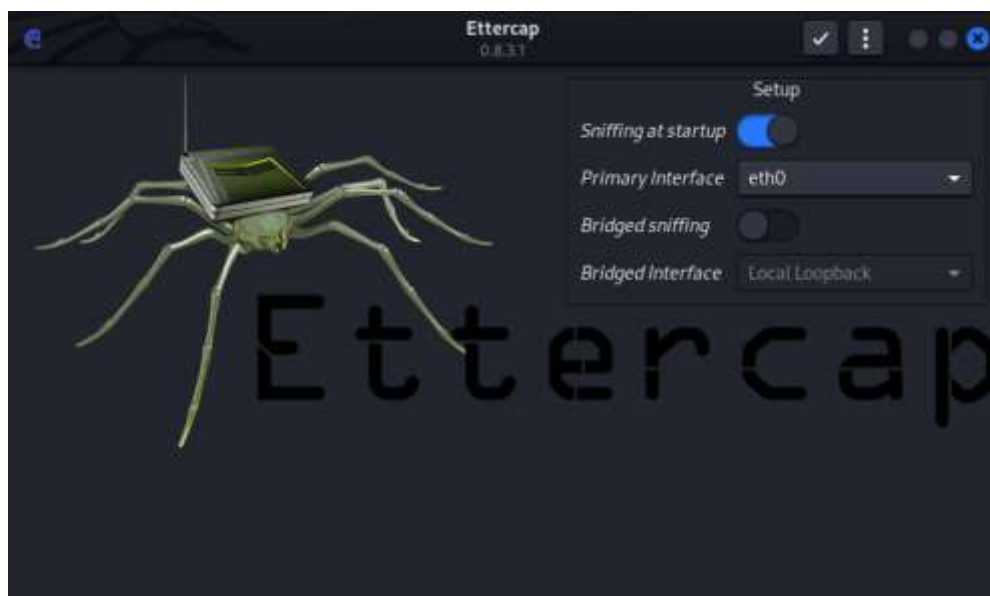 Ettercap
0.8.3.1
Setup
Sniffing at startup
Primary Interface eth0
Bridged sniffing
Bridged Interface Local Loopback
Ettercap